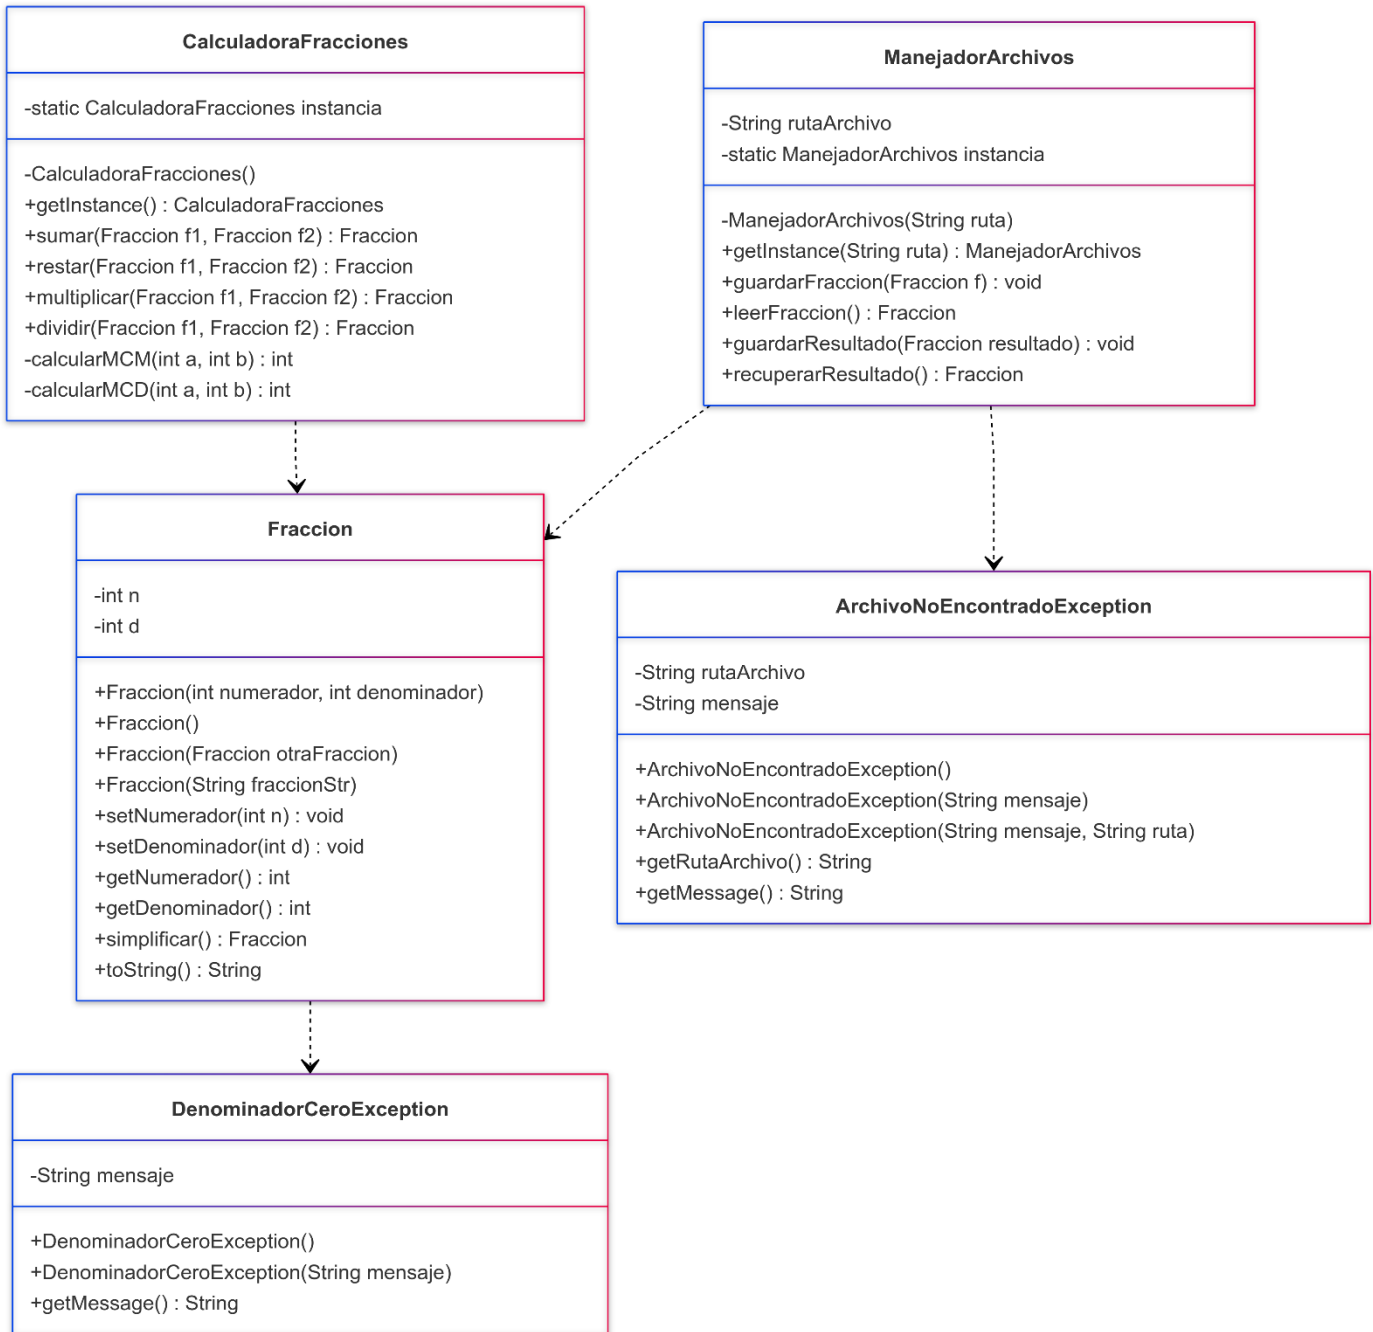 CalculadoraFracciones
-static CalculadoraFracciones instancia
-CalculadoraFracciones()
+getInstance() : CalculadoraFracciones
+sumar(Fraccion f1, Fraccion f2) : Fraccion
+restar(Fraccion f1, Fraccion f2) : Fraccion
+multiplicar(Fraccion f1, Fraccion f2) : Fraccion
+dividir(Fraccion f1, Fraccion f2) : Fraccion
-calcularMCM(int a, int b) : int
-calcularMCD(int a, int b) : int
ManejadorArchivos
-String rutaArchivo
-static ManejadorArchivos instancia
-ManejadorArchivos(String ruta)
+getInstance(String ruta) : ManejadorArchivos
+guardarFraccion(Fraccion f) : void
+leerFraccion() : Fraccion
+guardarResultado(Fraccion resultado) : void
+recuperarResultado() : Fraccion
Fraccion
-int n
-int d
+Fraccion(int numerador, int denominador)
+Fraccion()
+Fraccion(Fraccion otraFraccion)
+Fraccion(String fraccionStr)
+setNumerador(int n) : void
+setDenominador(int d) : void
+getNumerador() : int
+getDenominador() : int
+simplificar() : Fraccion
+toString() : String
ArchivoNoEncontradoException
-String rutaArchivo
-String mensaje
+ArchivoNoEncontradoException()
+ArchivoNoEncontradoException(String mensaje)
+ArchivoNoEncontradoException(String mensaje, String ruta)
+getRutaArchivo() : String
+getMessage() : String
DenominadorCeroException
-String mensaje
+DenominadorCeroException()
+DenominadorCeroException(String mensaje)
+getMessage() : String